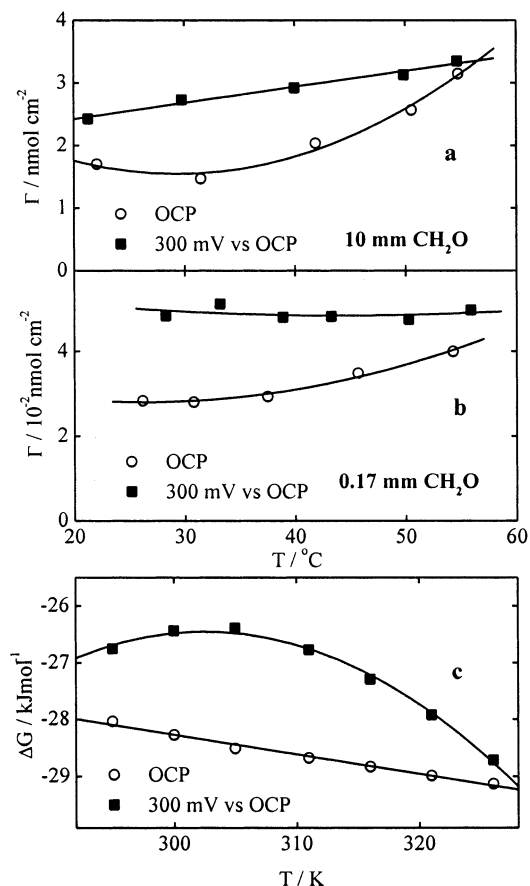 4
3
2
1
0
Γ / nmol cm⁻²
a
OCP
300 mV vs OCP
10 mm CH₂O
4
2
0
Γ / 10⁻²nmol cm⁻²
b
OCP
300 mV vs OCP
0.17 mm CH₂O
20 30 40 50 60
T / °C
-26
-27
-28
-29
ΔG / kJmol⁻¹
c
OCP
300 mV vs OCP
300 310 320
T / K